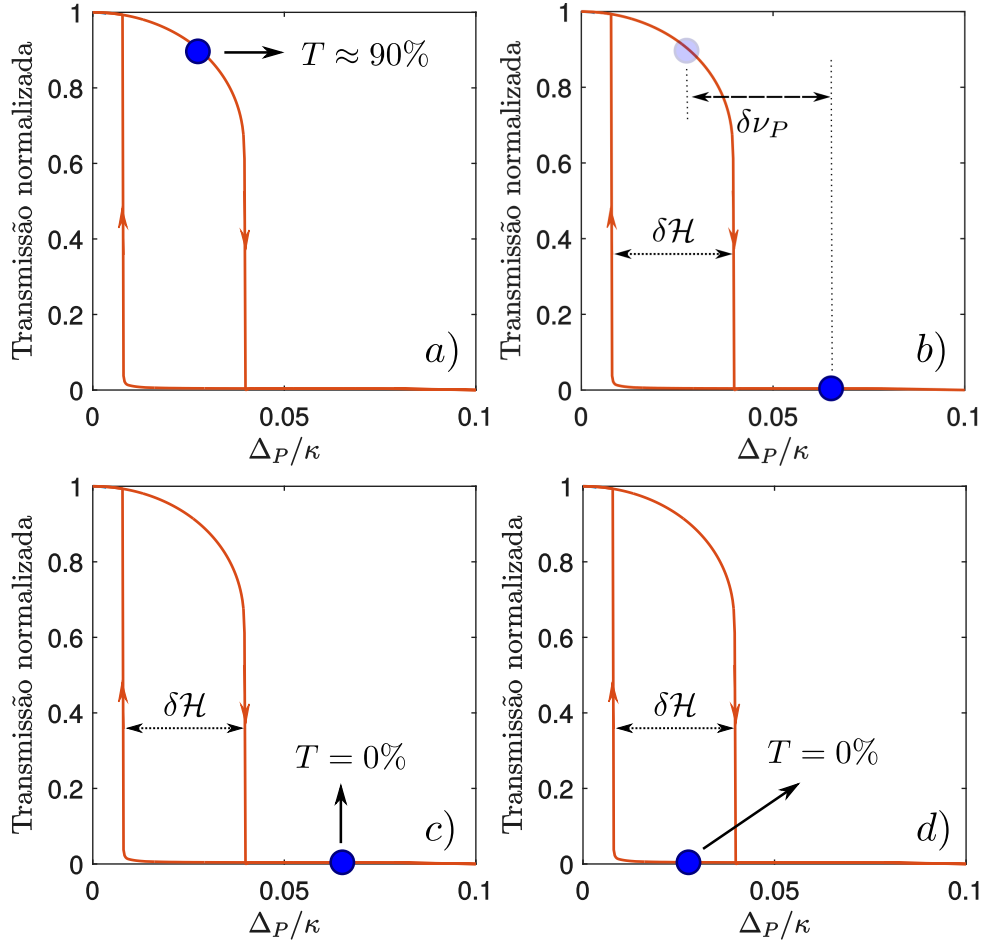 Transmissão normalizada
1
0.8
0.6
0.4
0.2
0
T ≈ 90%
a)
0
0.05
0.1
Δ_P/κ
Transmissão normalizada
1
0.8
0.6
0.4
0.2
0
δν_P
δℋ
b)
0
0.05
0.1
Δ_P/κ
Transmissão normalizada
1
0.8
0.6
0.4
0.2
0
δℋ
T = 0%
c)
0
0.05
0.1
Δ_P/κ
Transmissão normalizada
1
0.8
0.6
0.4
0.2
0
δℋ
T = 0%
d)
0
0.05
0.1
Δ_P/κ